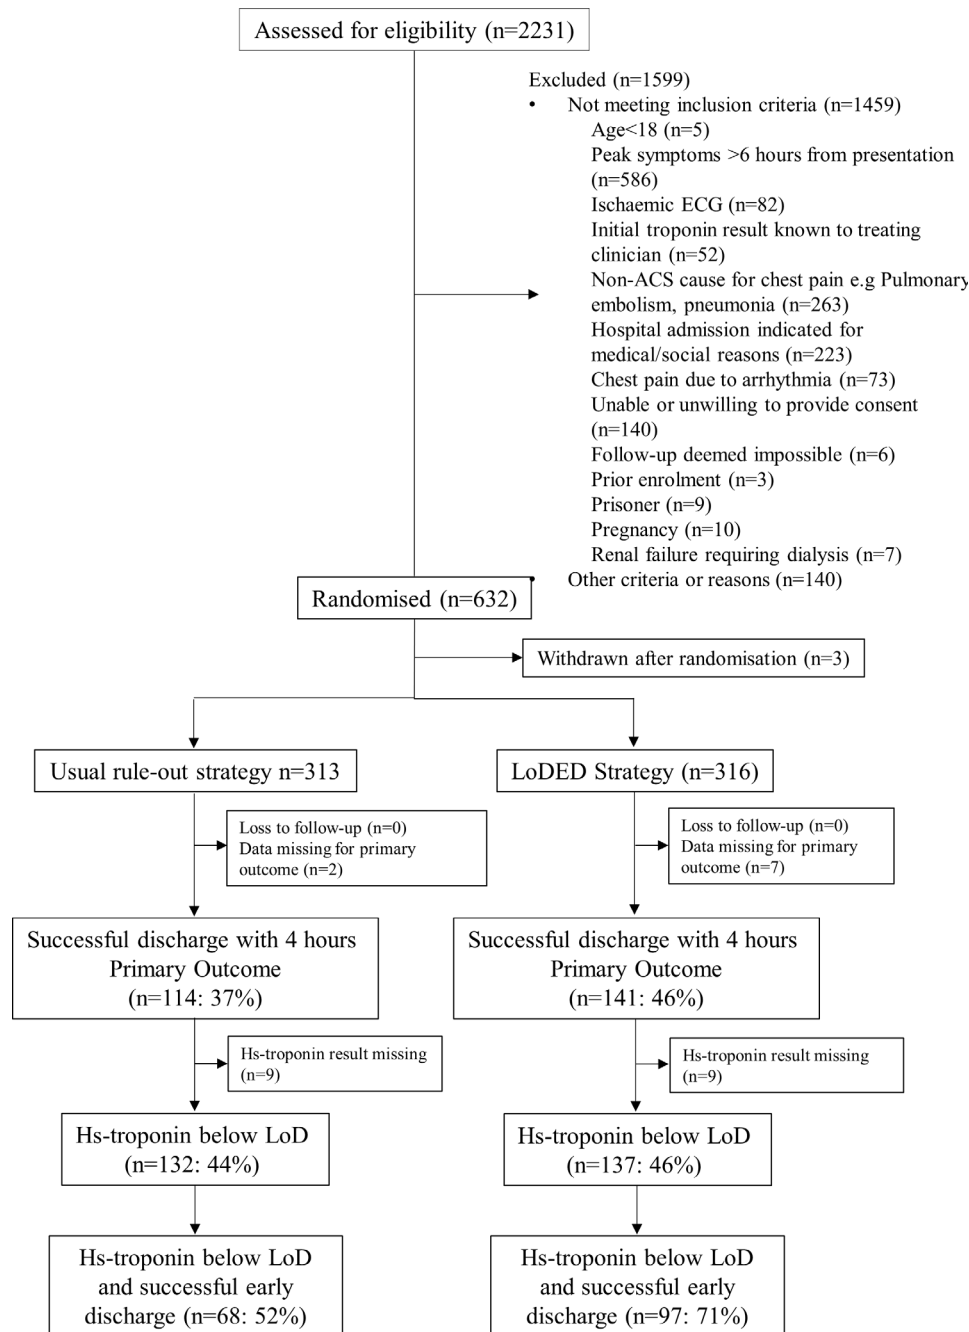 Assessed for eligibility (n=2231)
Excluded (n=1599)
• Not meeting inclusion criteria (n=1459)
Age<18 (n=5)
Peak symptoms >6 hours from presentation
(n=586)
Ischaemic ECG (n=82)
Initial troponin result known to treating
clinician (n=52)
Non-ACS cause for chest pain e.g Pulmonary
embolism, pneumonia (n=263)
Hospital admission indicated for
medical/social reasons (n=223)
Chest pain due to arrhythmia (n=73)
Unable or unwilling to provide consent
(n=140)
Follow-up deemed impossible (n=6)
Prior enrolment (n=3)
Prisoner (n=9)
Pregnancy (n=10)
Renal failure requiring dialysis (n=7)
• Other criteria or reasons (n=140)
Randomised (n=632)
Withdrawn after randomisation (n=3)
Usual rule-out strategy n=313
LoDED Strategy (n=316)
Loss to follow-up (n=0)
Data missing for primary
outcome (n=2)
Loss to follow-up (n=0)
Data missing for primary
outcome (n=7)
Successful discharge with 4 hours
Primary Outcome
(n=114: 37%)
Successful discharge with 4 hours
Primary Outcome
(n=141: 46%)
Hs-troponin result missing
(n=9)
Hs-troponin result missing
(n=9)
Hs-troponin below LoD
(n=132: 44%)
Hs-troponin below LoD
(n=137: 46%)
Hs-troponin below LoD
and successful early
discharge (n=68: 52%)
Hs-troponin below LoD
and successful early
discharge (n=97: 71%)